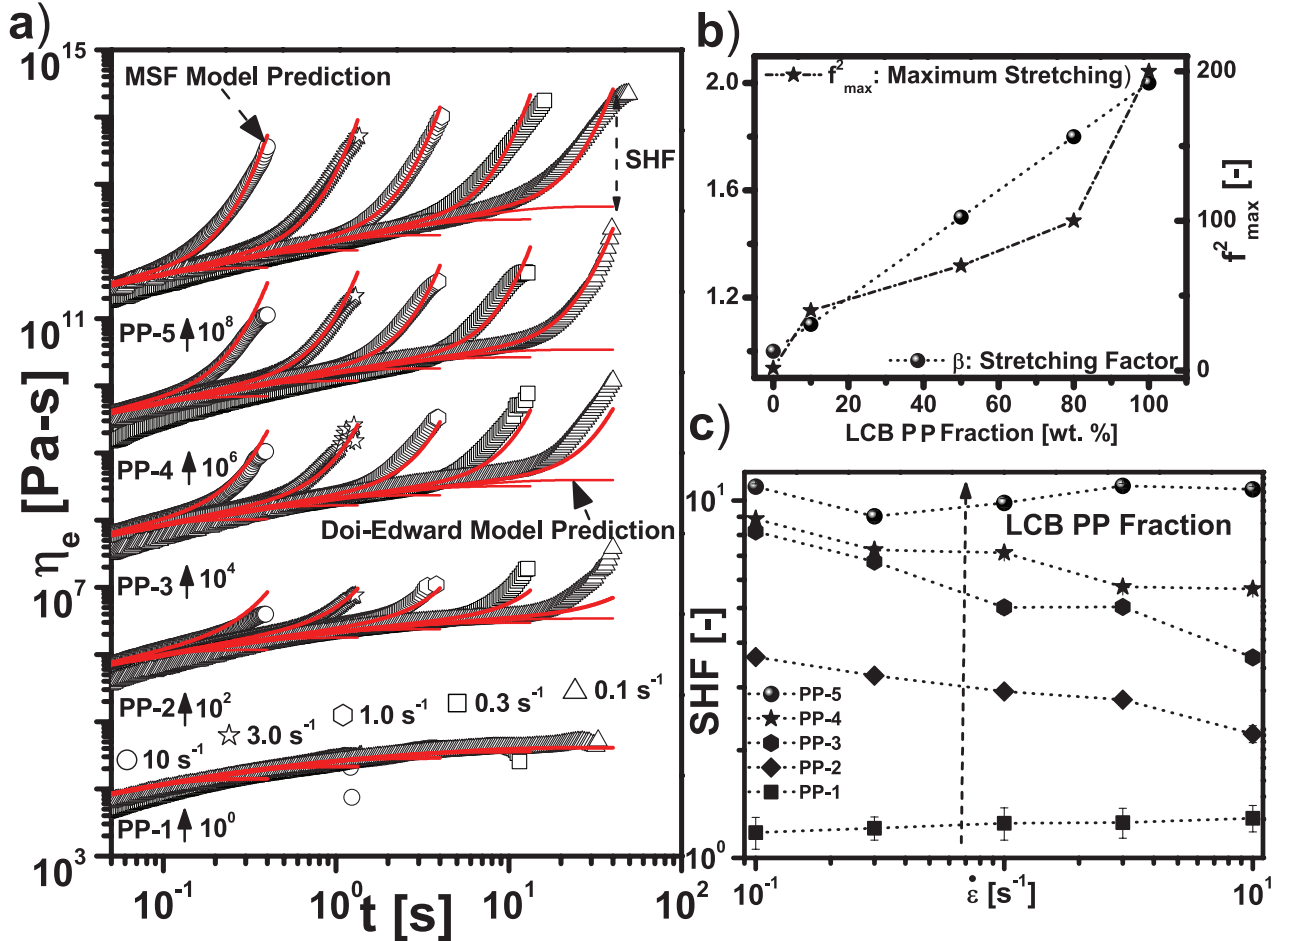 a)
10^15
10^11
10^7
10^3
η_e [Pa-s]
MSF Model Prediction
SHF
PP-5 10^8
PP-4 10^6
Doi-Edward Model Prediction
PP-3 10^4
PP-2 10^2
10 s^-1
3.0 s^-1
1.0 s^-1
0.3 s^-1
0.1 s^-1
PP-1 10^0
10^-1 10^0 10^1 10^2
t [s]
b)
2.0
1.6
1.2
f^2_max: Maximum Stretching)
β: Stretching Factor
200
100
0
f^2_max [-]
0 20 40 60 80 100
LCB PP Fraction [wt. %]
c)
10^1
10^0
SHF [-]
LCB PP Fraction
PP-5
PP-4
PP-3
PP-2
PP-1
10^-1 10^0 10^1
ε̇ [s^-1]